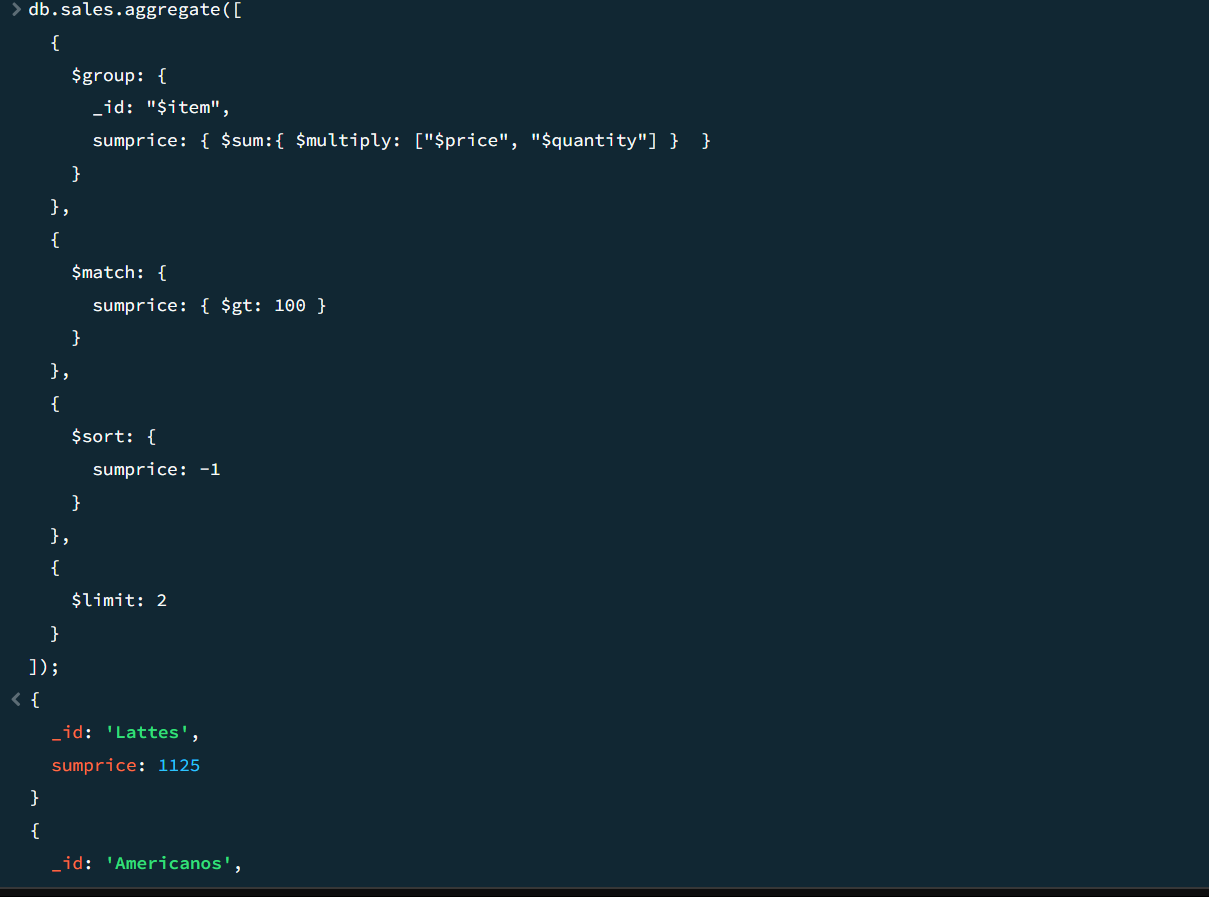 > db.sales.aggregate([
{
$group: {
_id: "$item",
sumprice: { $sum:{ $multiply: ["$price", "$quantity"] }  }
}
},
{
$match: {
sumprice: { $gt: 100 }
}
},
{
$sort: {
sumprice: -1
}
},
{
$limit: 2
}
]);
< {
_id: 'Lattes',
sumprice: 1125
}
{
_id: 'Americanos',